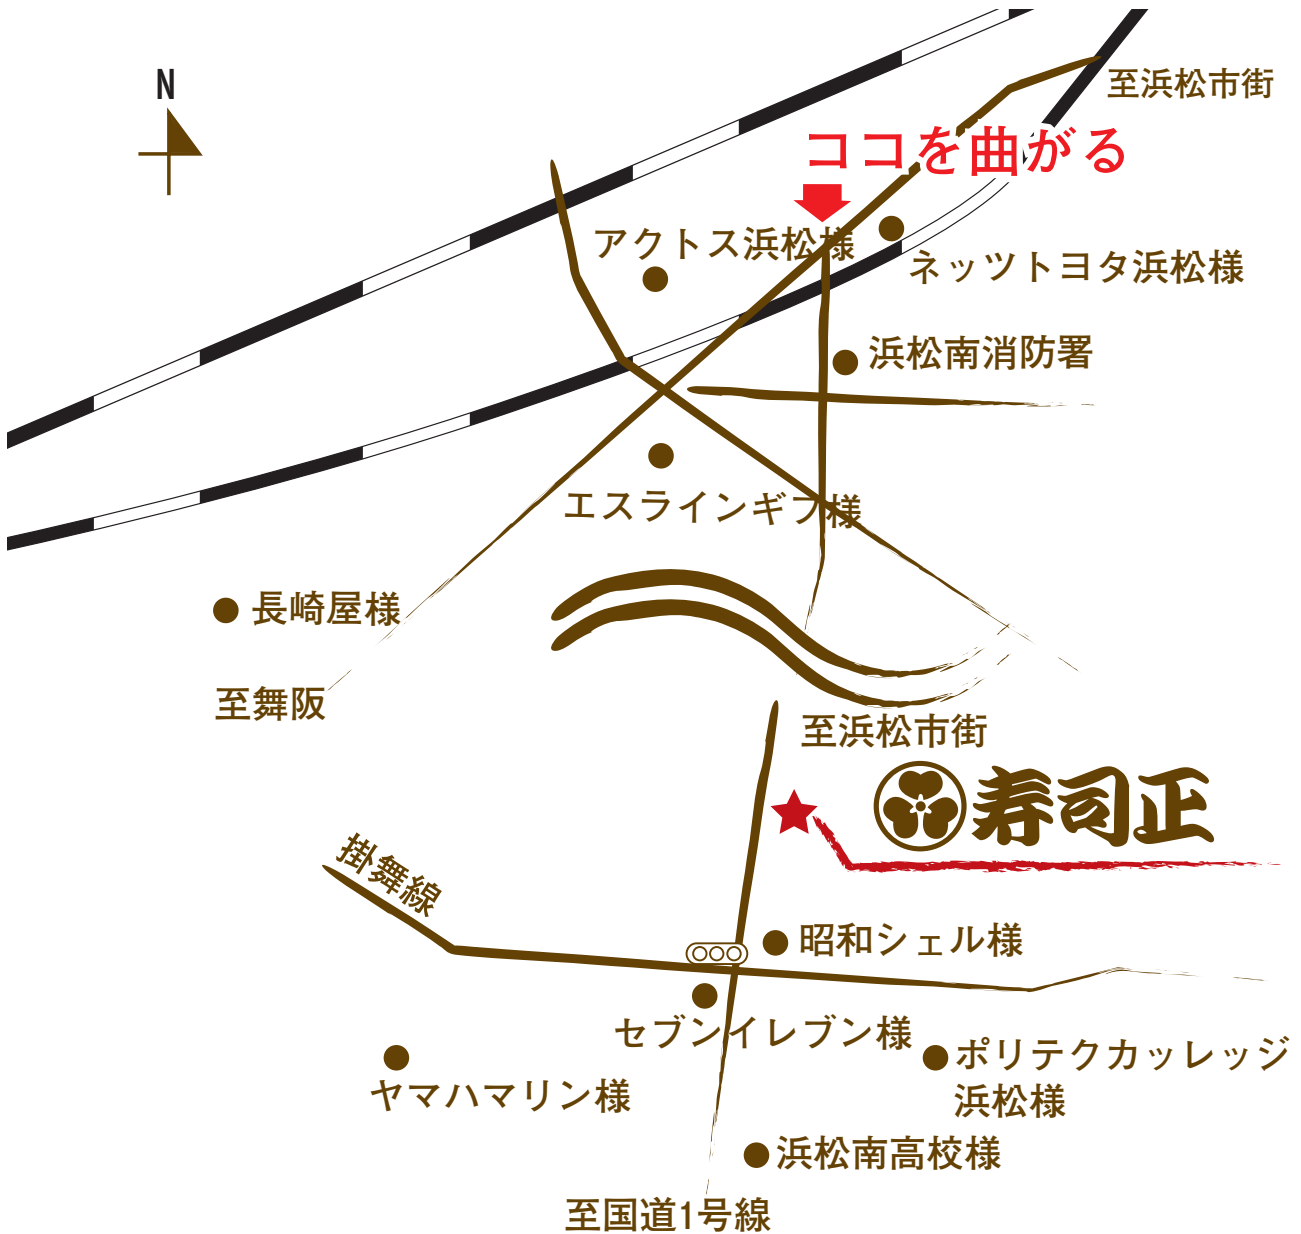 N
至浜松市街
ココを曲がる
アクトス浜松様
ネッツトヨタ浜松様
浜松南消防署
エスラインギフ様
長崎屋様
至舞阪
至浜松市街
寿司正
掛舞線
昭和シェル様
セブンイレブン様
ポリテクカッレッジ
浜松様
ヤマハマリン様
浜松南高校様
至国道1号線